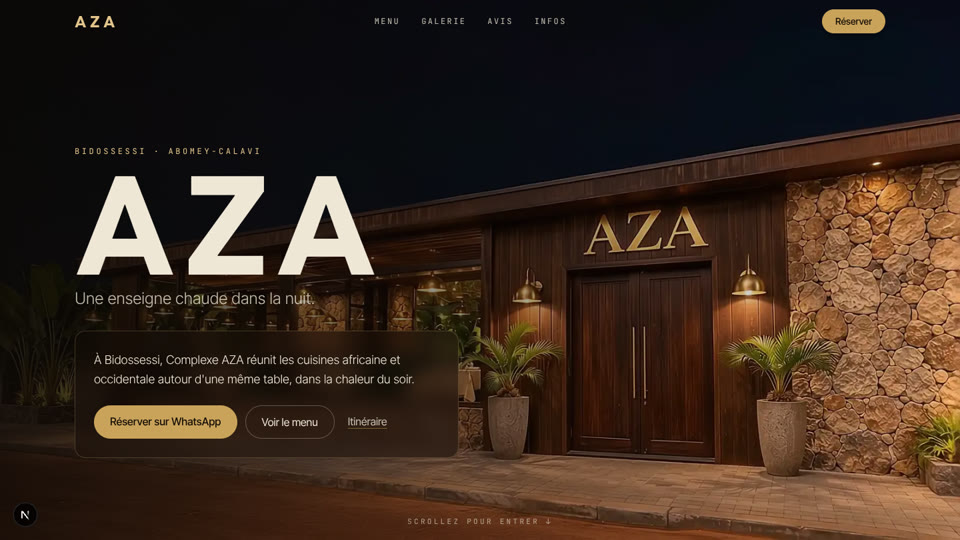 AZA
MENU GALERIE AVIS INFOS
Réserver
BIDOSSESSI · ABOMEY-CALAVI
AZA
Une enseigne chaude dans la nuit.
AZA
À Bidossessi, Complexe AZA réunit les cuisines africaine et
occidentale autour d'une même table, dans la chaleur du soir.
Réserver sur WhatsApp
Voir le menu
Itinéraire
N
SCROLLEZ POUR ENTRER ↓